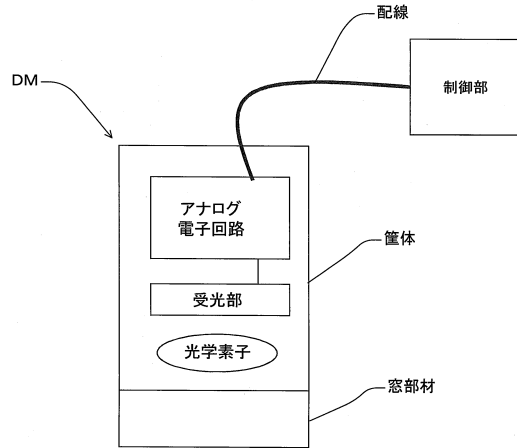 配線
制御部
DM
アナログ
電子回路
筐体
受光部
光学素子
窓部材